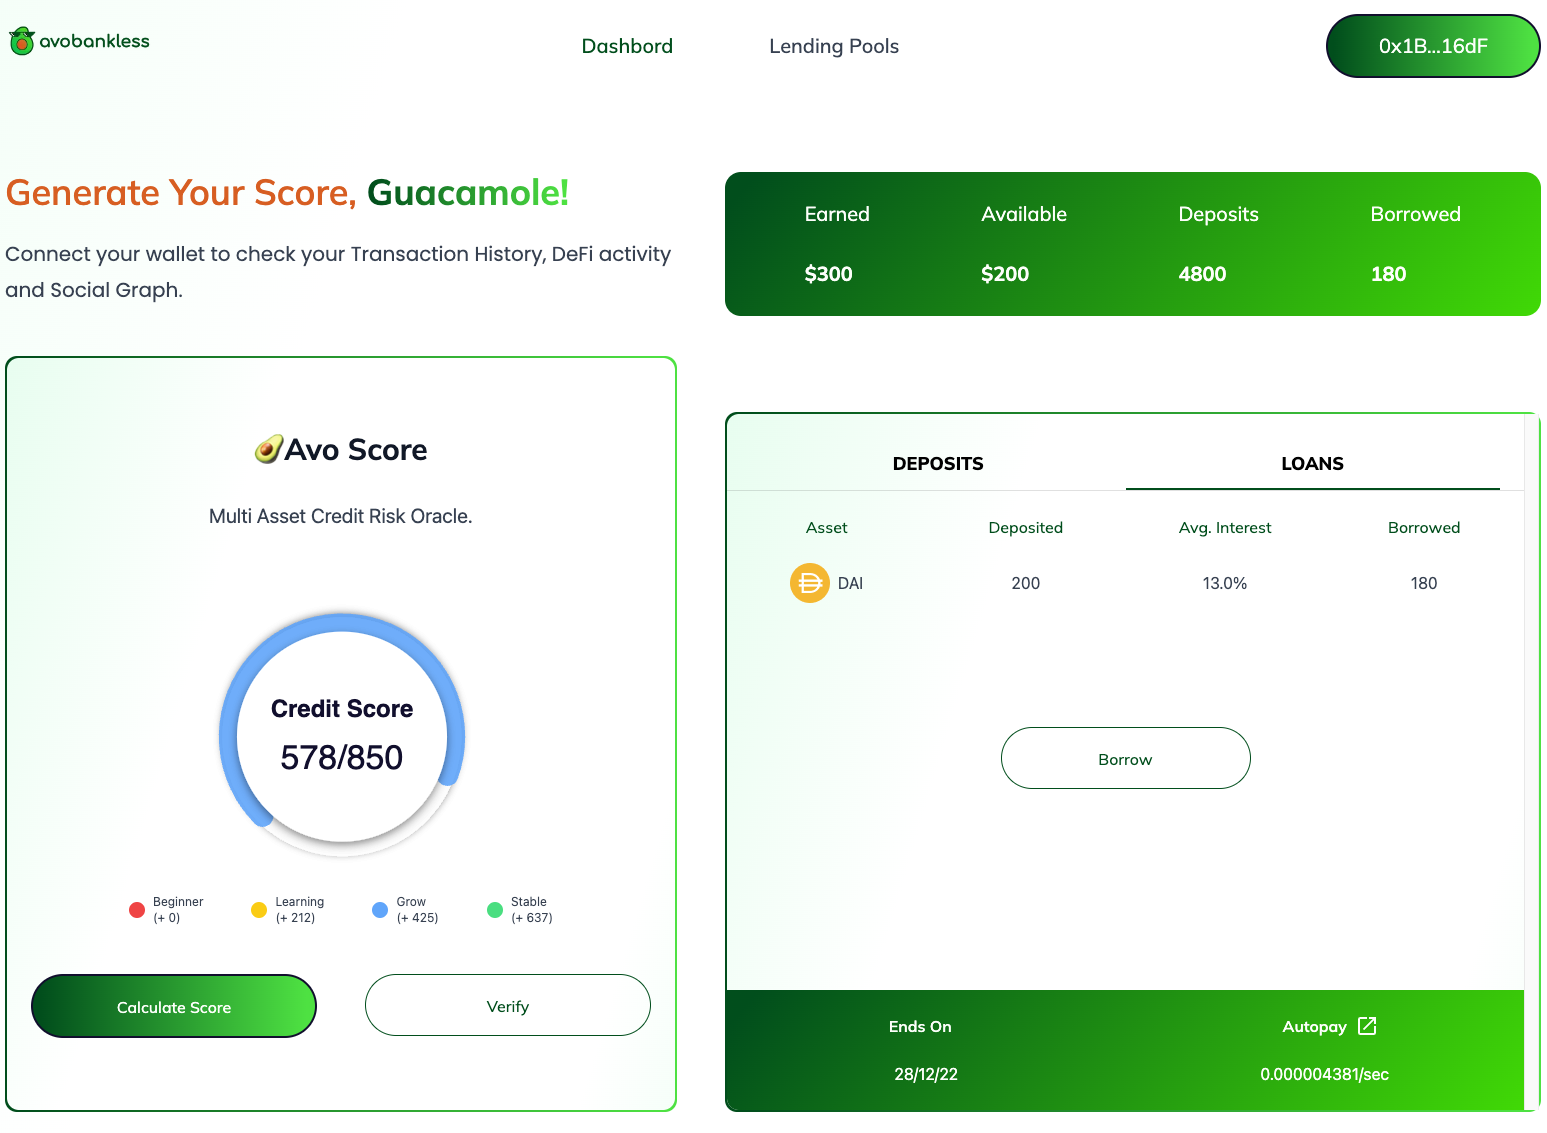 avobankless
Dashbord
Lending Pools
0x1B...16dF
Generate Your Score, Guacamole!
Connect your wallet to check your Transaction History, DeFi activity
and Social Graph.
Earned Available Deposits Borrowed
$300 $200 4800 180
Avo Score
Multi Asset Credit Risk Oracle.
Credit Score
578/850
Beginner
(+ 0)
Learning
(+ 212)
Grow
(+ 425)
Stable
(+ 637)
Calculate Score
Verify
DEPOSITS LOANS
Asset Deposited Avg. Interest Borrowed
DAI 200 13.0% 180
Borrow
Ends On Autopay
28/12/22 0.000004381/sec